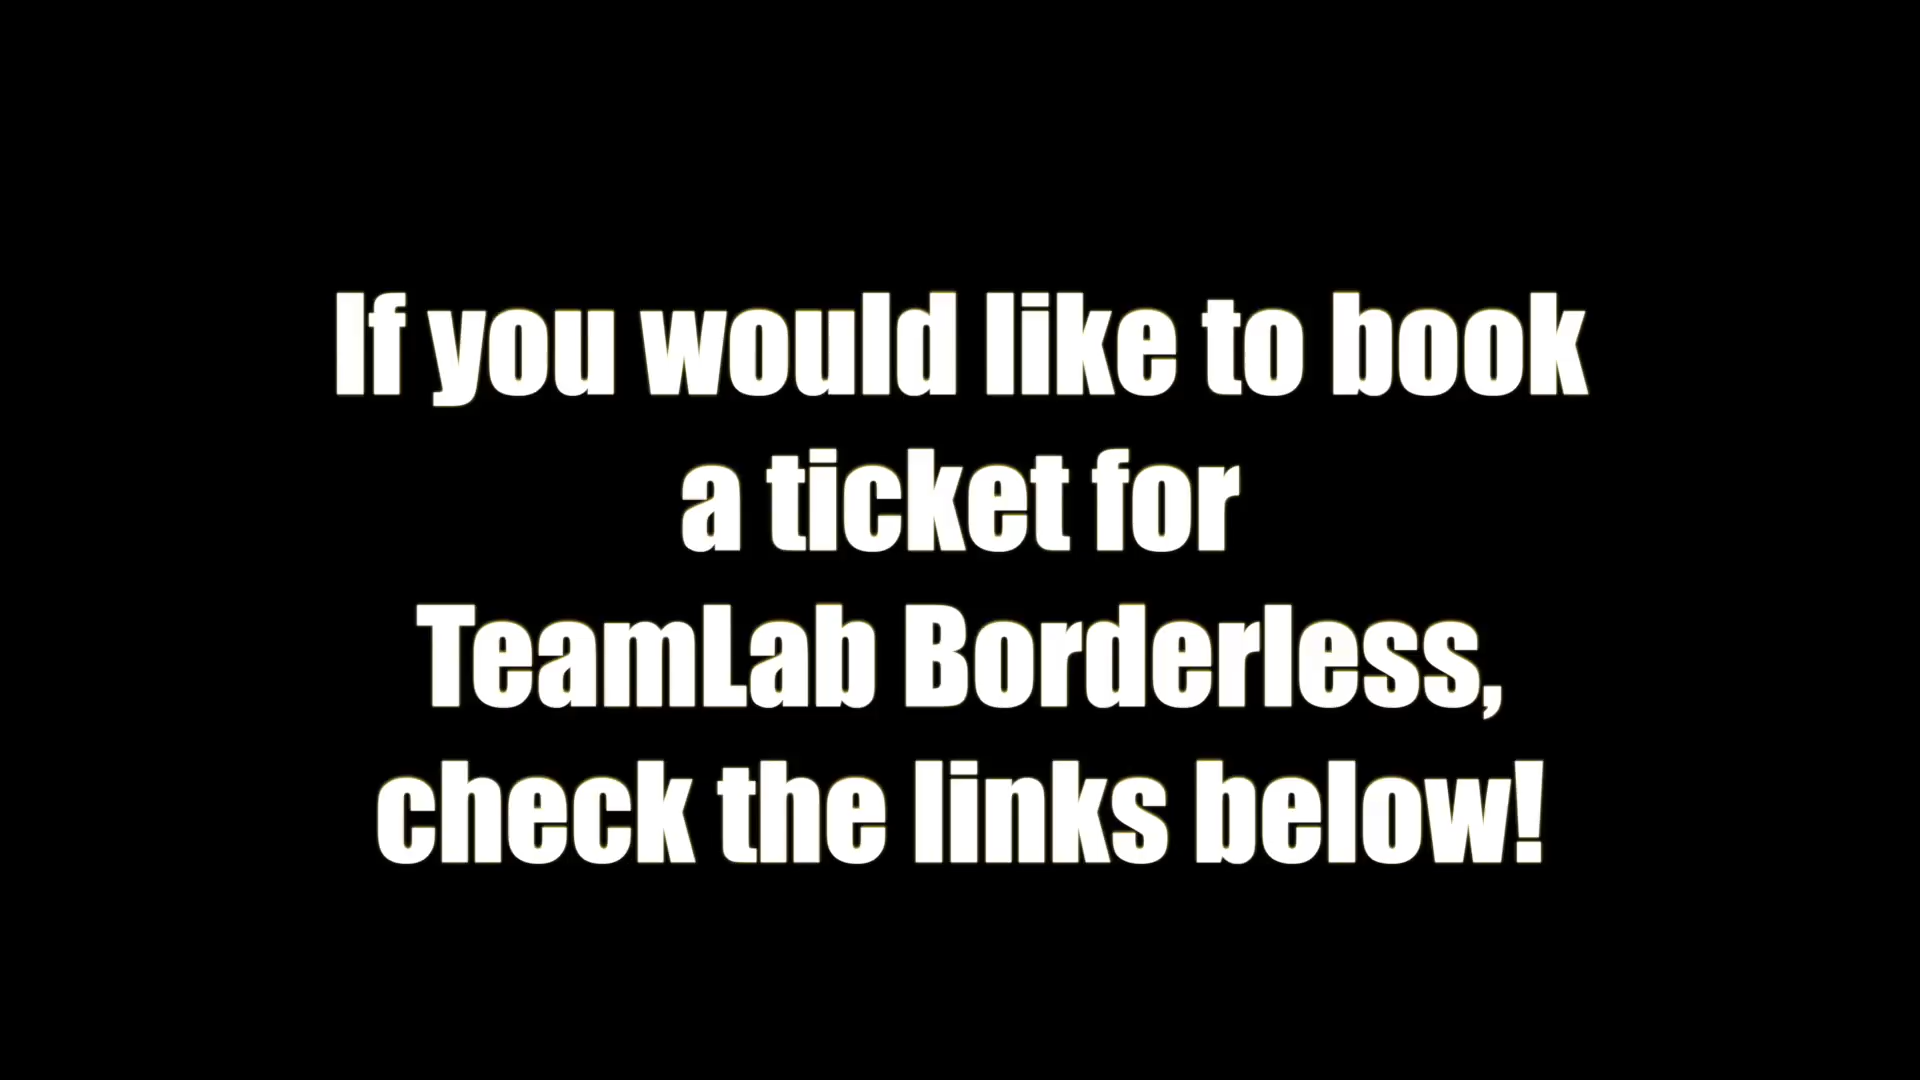 If you would like to book
a ticket for
TeamLab Borderless,
check the links below!